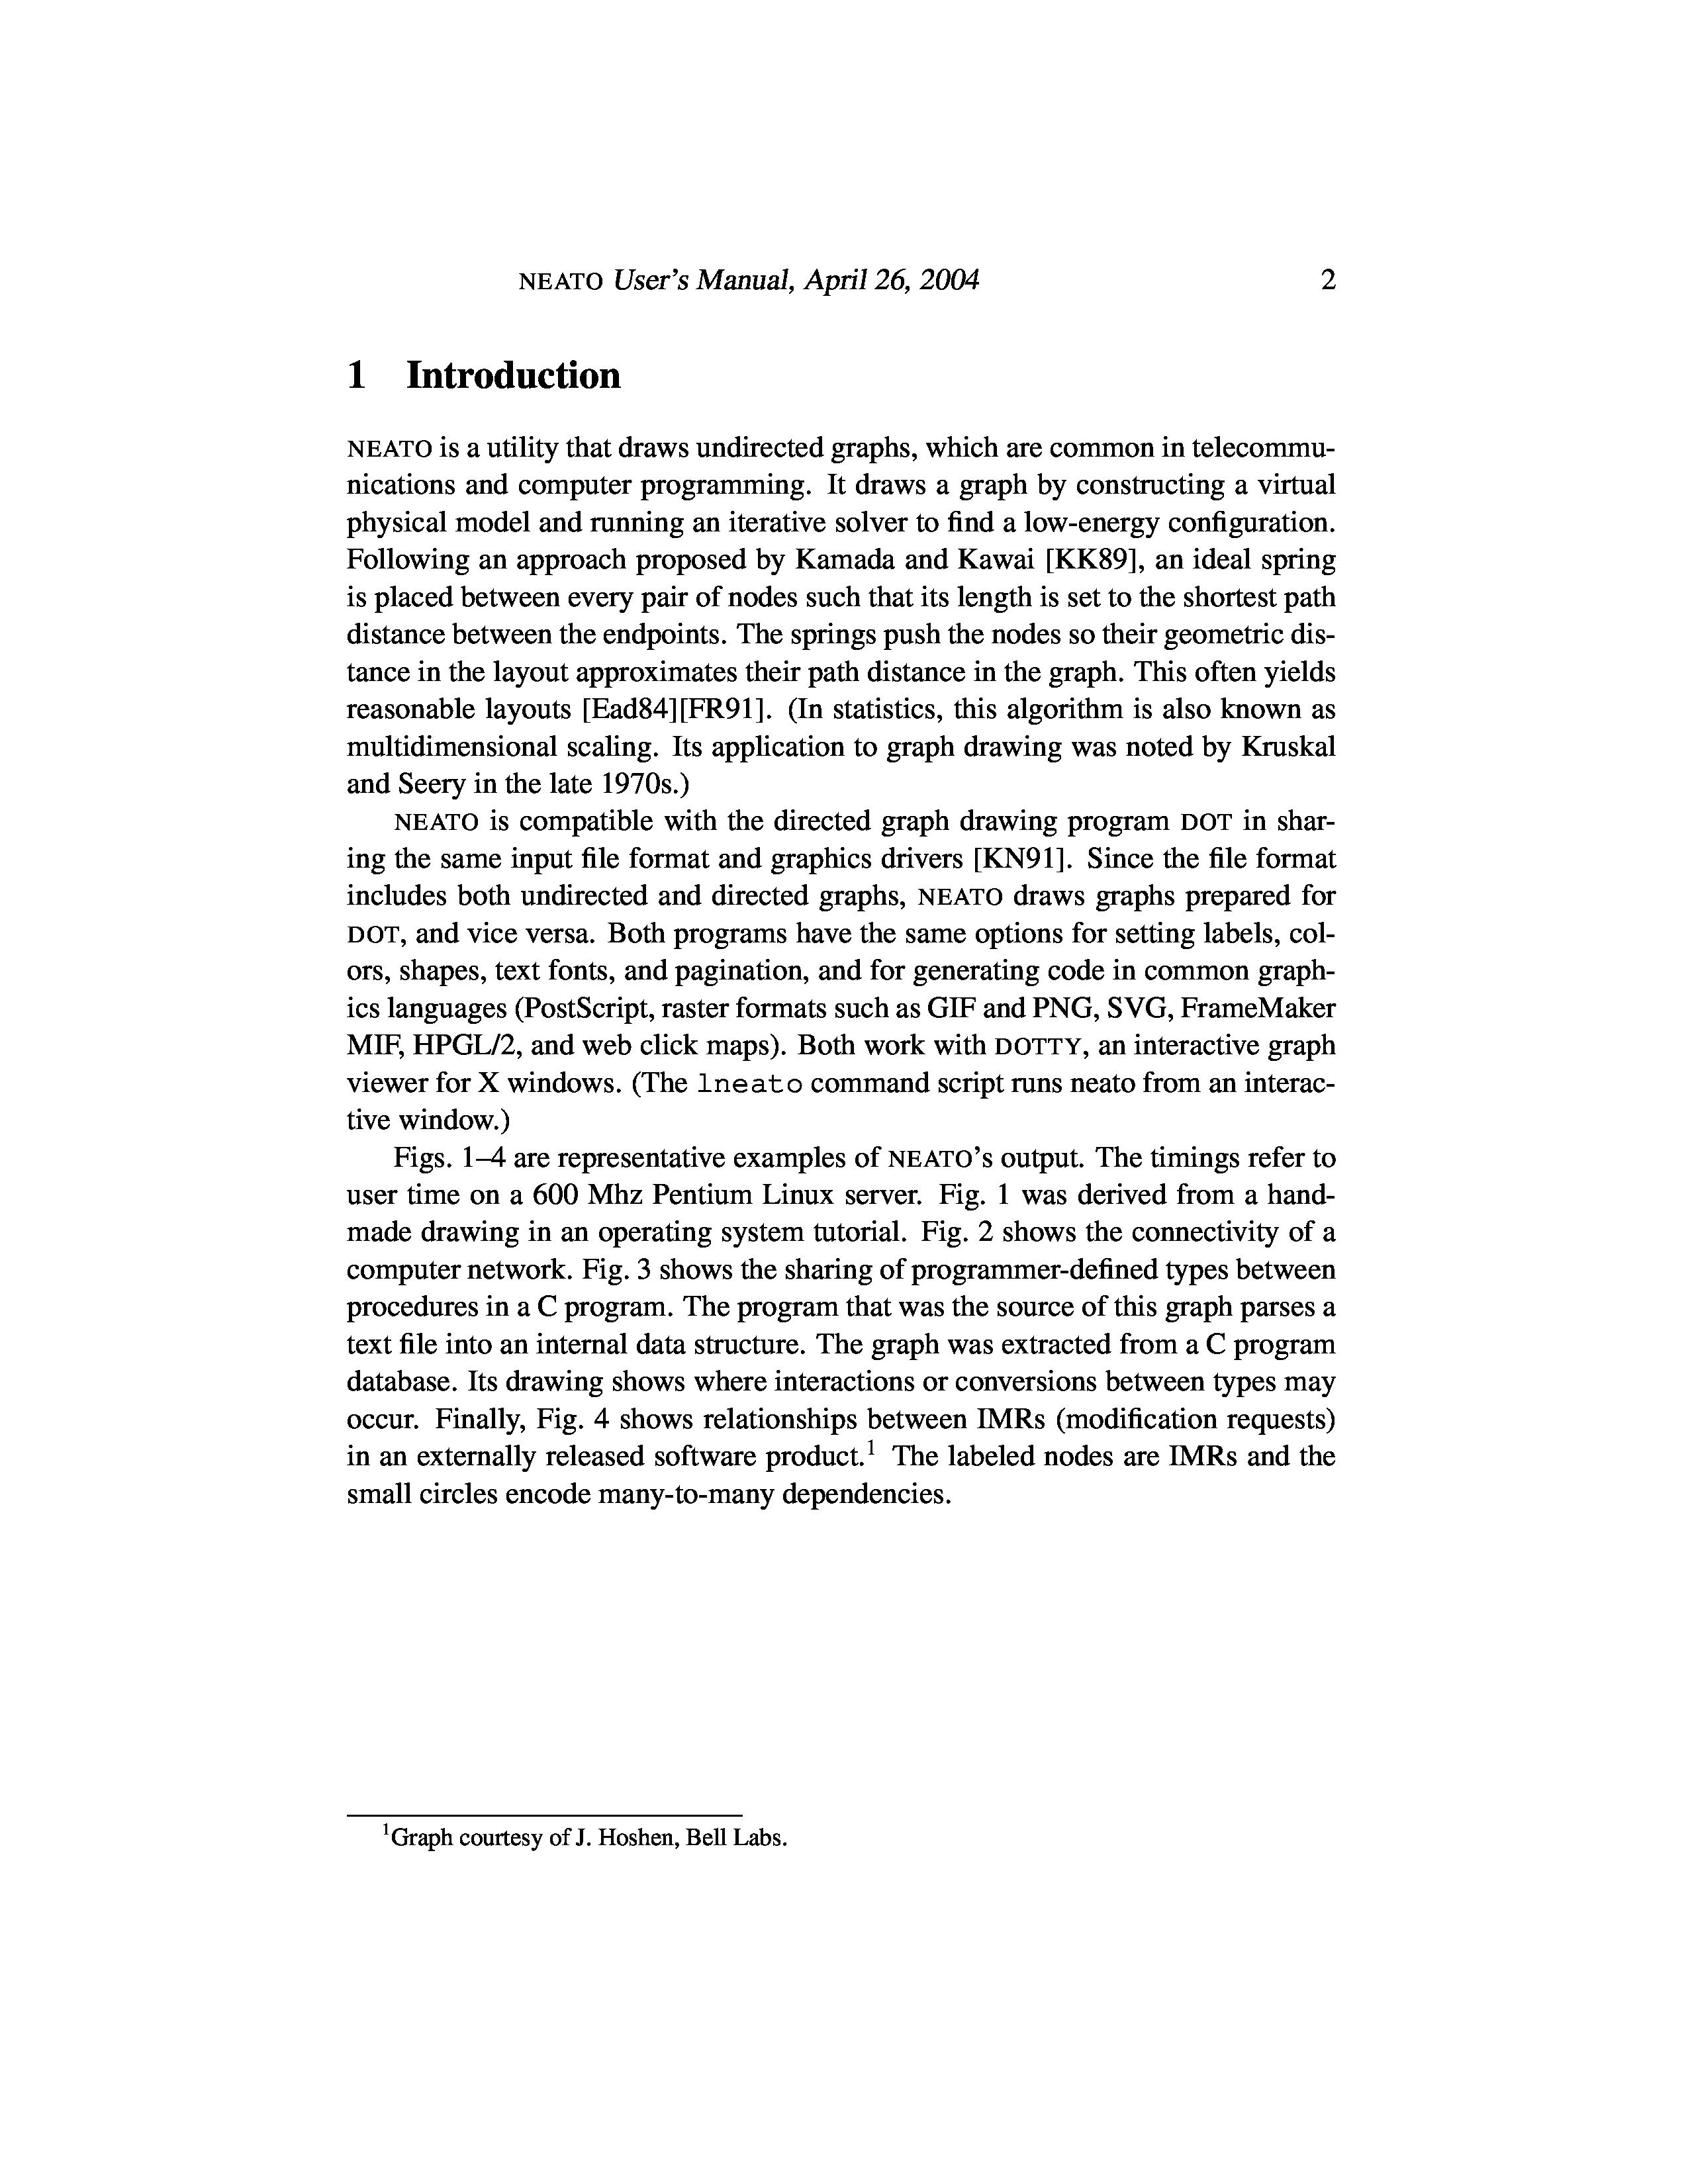 NEATO User's Manual, April 26, 2004 2
1 Introduction
NEATO is a utility that draws undirected graphs, which are common in telecommu-
nications and computer programming. It draws a graph by constructing a virtual
physical model and running an iterative solver to find a low-energy configuration.
Following an approach proposed by Kamada and Kawai [KK89], an ideal spring
is placed between every pair of nodes such that its length is set to the shortest path
distance between the endpoints. The springs push the nodes so their geometric dis-
tance in the layout approximates their path distance in the graph. This often yields
reasonable layouts [Ead84][FR91]. (In statistics, this algorithm is also known as
multidimensional scaling. Its application to graph drawing was noted by Kruskal
and Seery in the late 1970s.)
NEATO is compatible with the directed graph drawing program DOT in shar-
ing the same input file format and graphics drivers [KN91]. Since the file format
includes both undirected and directed graphs, NEATO draws graphs prepared for
DOT, and vice versa. Both programs have the same options for setting labels, col-
ors, shapes, text fonts, and pagination, and for generating code in common graph-
ics languages (PostScript, raster formats such as GIF and PNG, SVG, FrameMaker
MIF, HPGL/2, and web click maps). Both work with DOTTY, an interactive graph
viewer for X windows. (The lneato command script runs neato from an interac-
tive window.)
Figs. 1–4 are representative examples of NEATO's output. The timings refer to
user time on a 600 Mhz Pentium Linux server. Fig. 1 was derived from a hand-
made drawing in an operating system tutorial. Fig. 2 shows the connectivity of a
computer network. Fig. 3 shows the sharing of programmer-defined types between
procedures in a C program. The program that was the source of this graph parses a
text file into an internal data structure. The graph was extracted from a C program
database. Its drawing shows where interactions or conversions between types may
occur. Finally, Fig. 4 shows relationships between IMRs (modification requests)
in an externally released software product.¹ The labeled nodes are IMRs and the
small circles encode many-to-many dependencies.
¹Graph courtesy of J. Hoshen, Bell Labs.